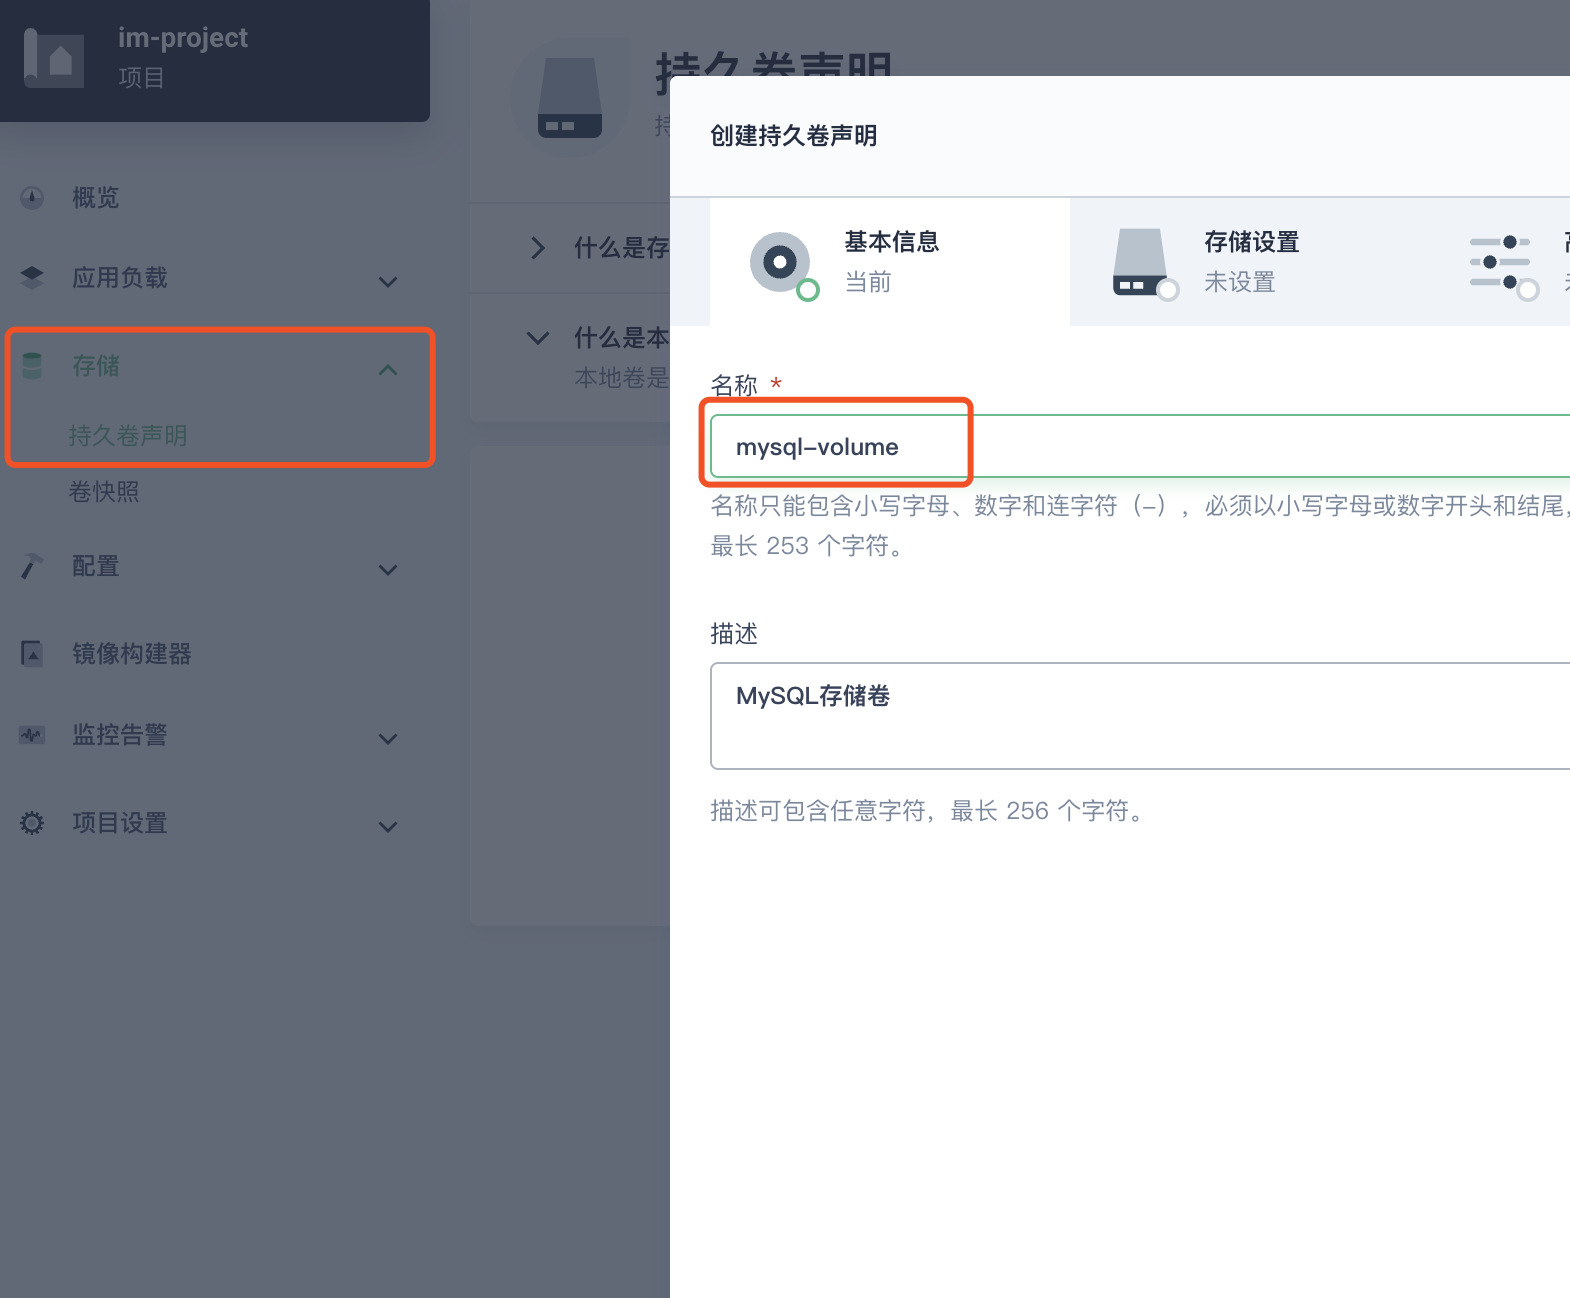 im-project
项目
概览
应用负载
存储
持久卷声明
卷快照
配置
镜像构建器
监控告警
项目设置
持久卷声明
持
什么是存
什么是本
本地卷是
创建持久卷声明
基本信息
当前
存储设置
未设置
名称 *
mysql-volume
名称只能包含小写字母、数字和连字符（-），必须以小写字母或数字开头和结尾，
最长 253 个字符。
描述
MySQL存储卷
描述可包含任意字符，最长 256 个字符。